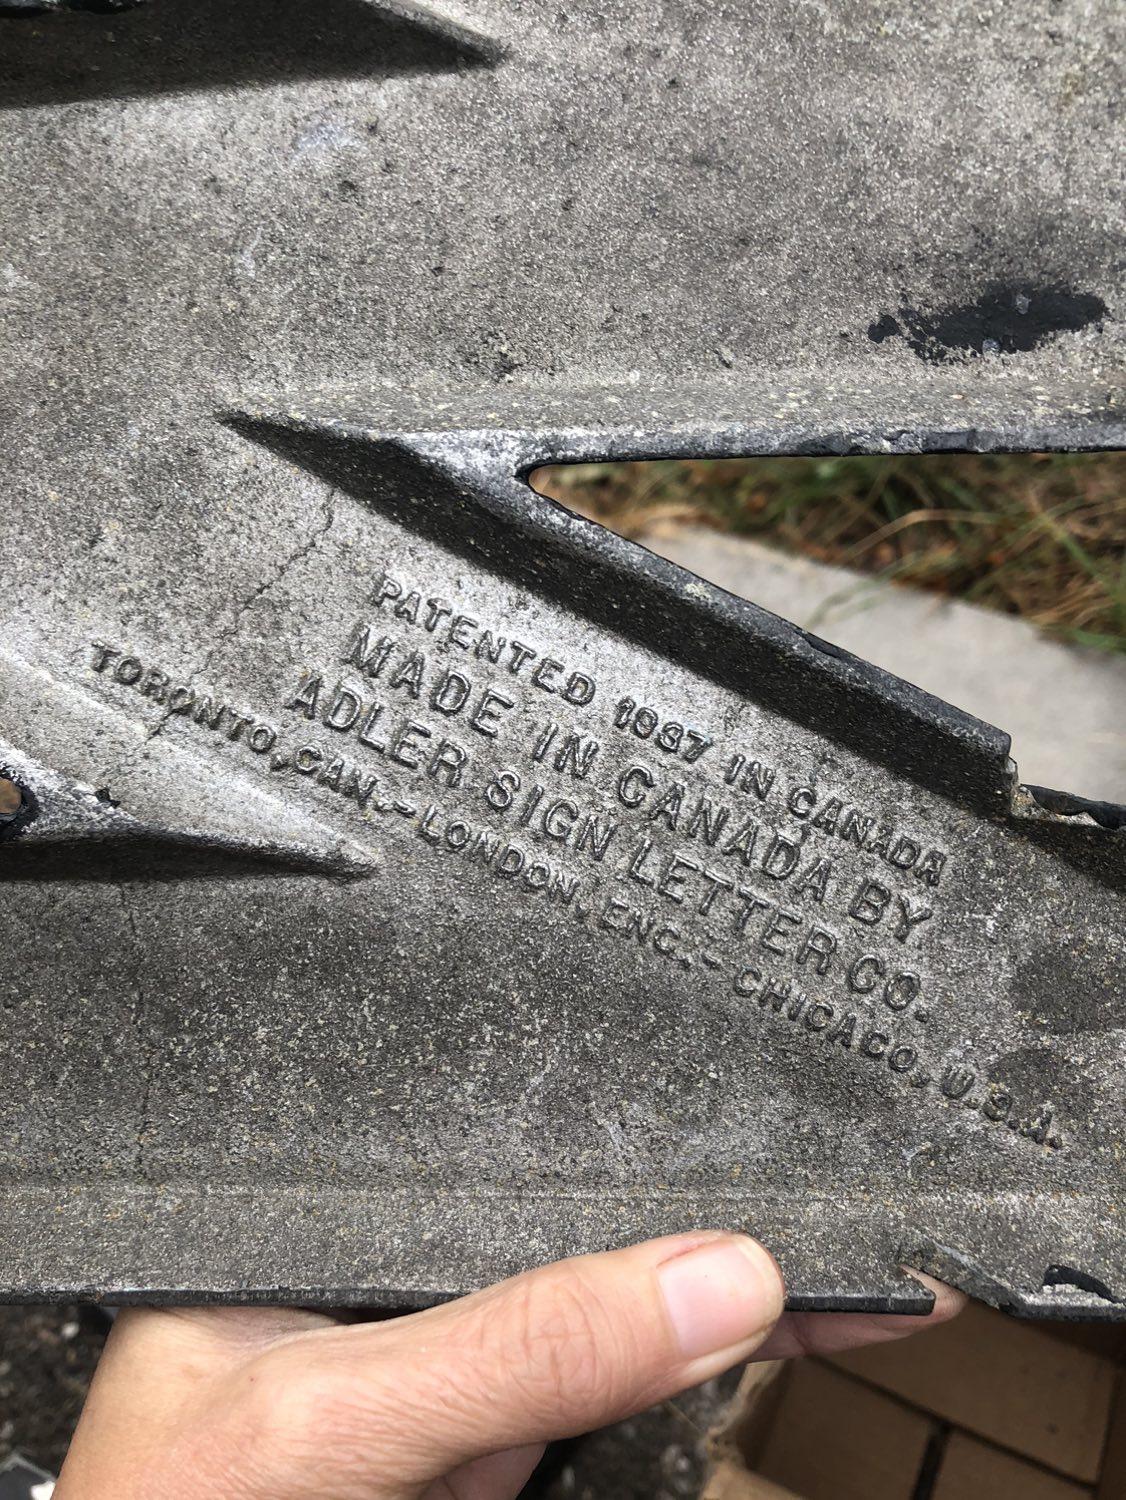 PATENTED 1937 IN CANADA
MADE IN CANADA BY
ADLER SIGN LETTER CO.
TORONTO, CAN.-LONDON, ENG.-CHICAGO, U.S.A.